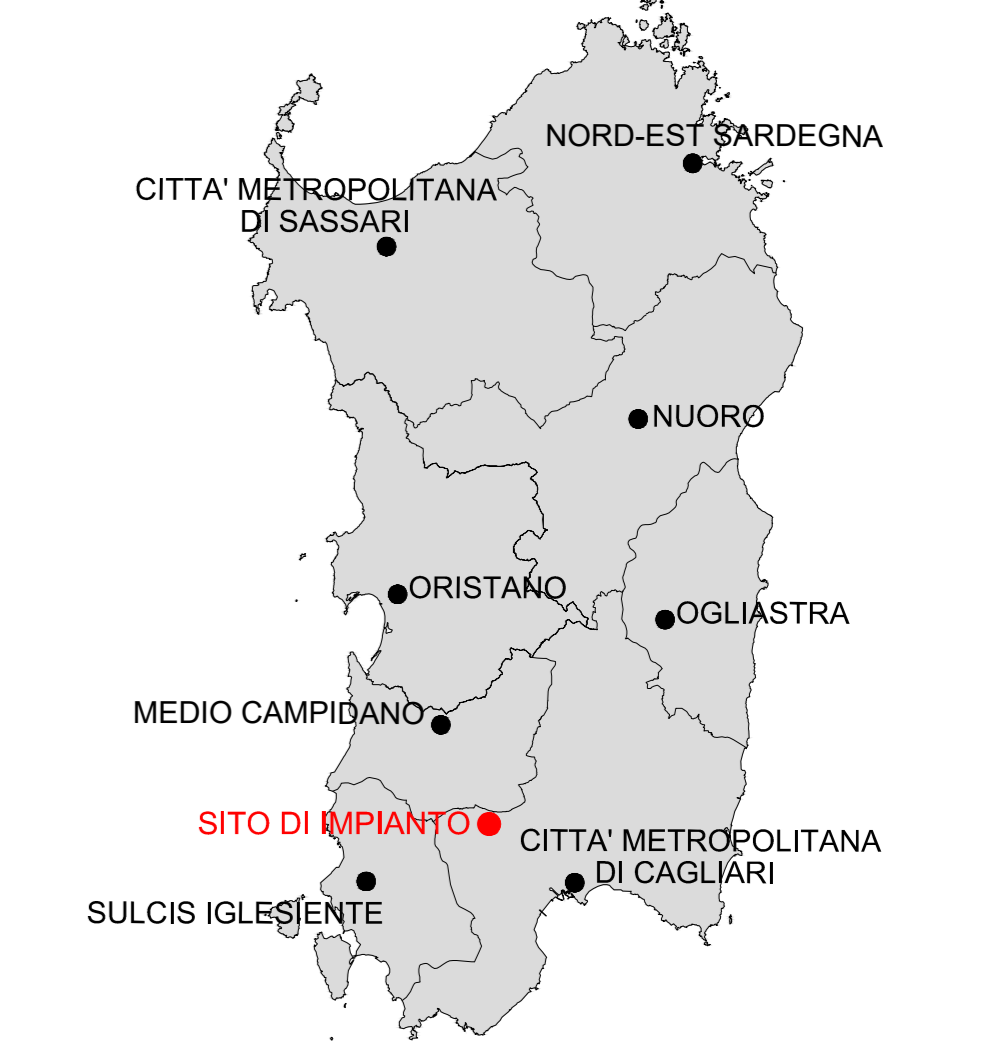 NORD-EST SARDEGNA
CITTA' METROPOLITANA
DI SASSARI
NUORO
ORISTANO
OGLIASTRA
MEDIO CAMPIDANO
SITO DI IMPIANTO
CITTA' METROPOLITANA
DI CAGLIARI
SULCIS IGLESIENTE